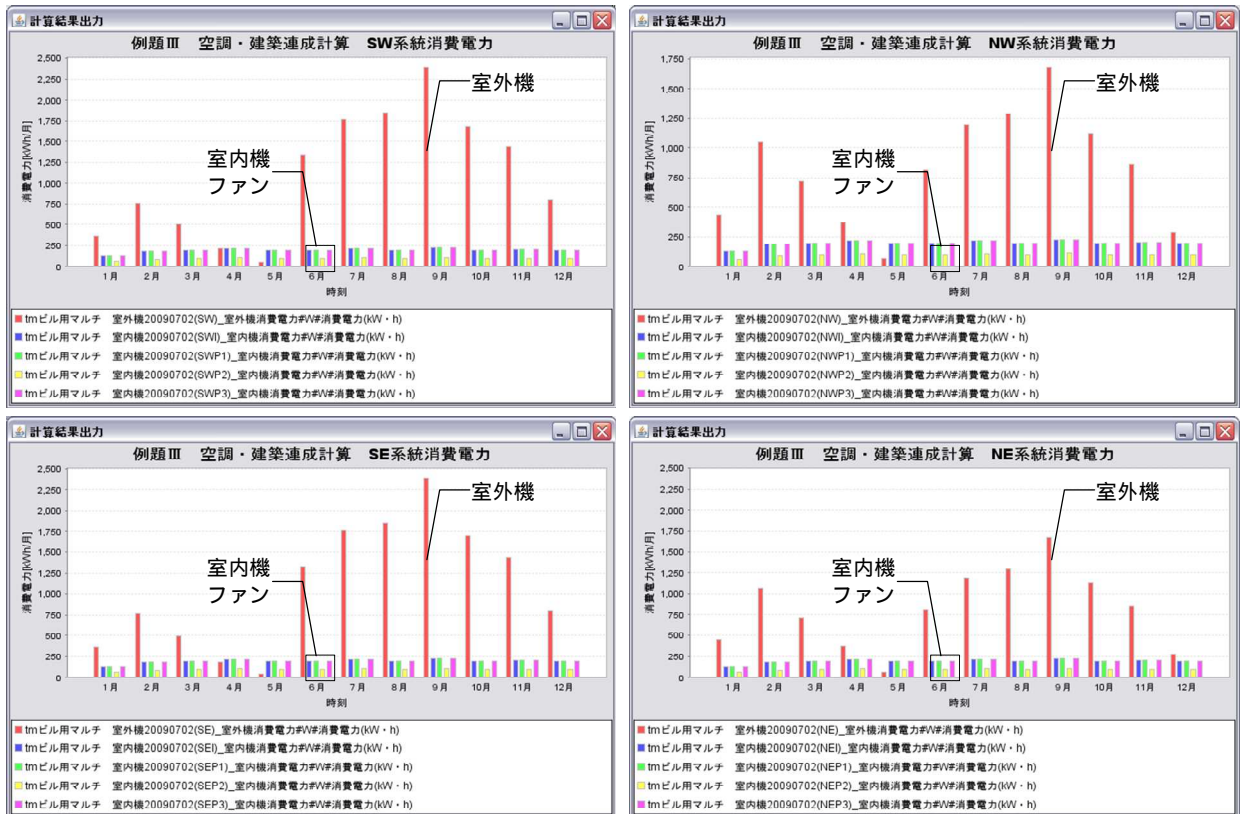 計算結果出力
例題Ⅲ 空調・建築連成計算 SW系統消費電力
消費電力[kWh/月]
2,500
2,250
2,000
1,750
1,500
1,250
1,000
750
500
250
0
室外機
室内機
ファン
1月 2月 3月 4月 5月 6月 7月 8月 9月 10月 11月 12月
時刻
tmビル用マルチ 室外機20090702(SW)_室外機消費電力#W#消費電力(kW・h)
tmビル用マルチ 室内機20090702(SWI)_室内機消費電力#W#消費電力(kW・h)
tmビル用マルチ 室内機20090702(SWP1)_室内機消費電力#W#消費電力(kW・h)
tmビル用マルチ 室内機20090702(SWP2)_室内機消費電力#W#消費電力(kW・h)
tmビル用マルチ 室内機20090702(SWP3)_室内機消費電力#W#消費電力(kW・h)
計算結果出力
例題Ⅲ 空調・建築連成計算 NW系統消費電力
消費電力[kWh/月]
1,750
1,500
1,250
1,000
750
500
250
0
室外機
室内機
ファン
1月 2月 3月 4月 5月 6月 7月 8月 9月 10月 11月 12月
時刻
tmビル用マルチ 室外機20090702(NW)_室外機消費電力#W#消費電力(kW・h)
tmビル用マルチ 室内機20090702(NWI)_室内機消費電力#W#消費電力(kW・h)
tmビル用マルチ 室内機20090702(NWP1)_室内機消費電力#W#消費電力(kW・h)
tmビル用マルチ 室内機20090702(NWP2)_室内機消費電力#W#消費電力(kW・h)
tmビル用マルチ 室内機20090702(NWP3)_室内機消費電力#W#消費電力(kW・h)
計算結果出力
例題Ⅲ 空調・建築連成計算 SE系統消費電力
消費電力[kWh/月]
2,500
2,250
2,000
1,750
1,500
1,250
1,000
750
500
250
0
室外機
室内機
ファン
1月 2月 3月 4月 5月 6月 7月 8月 9月 10月 11月 12月
時刻
tmビル用マルチ 室外機20090702(SE)_室外機消費電力#W#消費電力(kW・h)
tmビル用マルチ 室内機20090702(SEI)_室内機消費電力#W#消費電力(kW・h)
tmビル用マルチ 室内機20090702(SEP1)_室内機消費電力#W#消費電力(kW・h)
tmビル用マルチ 室内機20090702(SEP2)_室内機消費電力#W#消費電力(kW・h)
tmビル用マルチ 室内機20090702(SEP3)_室内機消費電力#W#消費電力(kW・h)
計算結果出力
例題Ⅲ 空調・建築連成計算 NE系統消費電力
消費電力[kWh/月]
2,500
2,250
2,000
1,750
1,500
1,250
1,000
750
500
250
0
室外機
室内機
ファン
1月 2月 3月 4月 5月 6月 7月 8月 9月 10月 11月 12月
時刻
tmビル用マルチ 室外機20090702(NE)_室外機消費電力#W#消費電力(kW・h)
tmビル用マルチ 室内機20090702(NEI)_室内機消費電力#W#消費電力(kW・h)
tmビル用マルチ 室内機20090702(NEP1)_室内機消費電力#W#消費電力(kW・h)
tmビル用マルチ 室内機20090702(NEP2)_室内機消費電力#W#消費電力(kW・h)
tmビル用マルチ 室内機20090702(NEP3)_室内機消費電力#W#消費電力(kW・h)